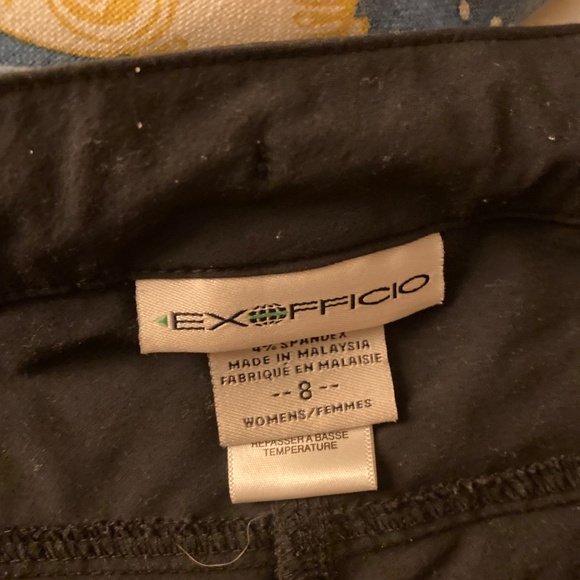 EXOFFICIO
4% SPANDEX
MADE IN MALAYSIA
FABRIQUÉ EN MALAISIE
-- 8 --
WOMENS/FEMMES
REPASSER À BASSE
TEMPERATURE